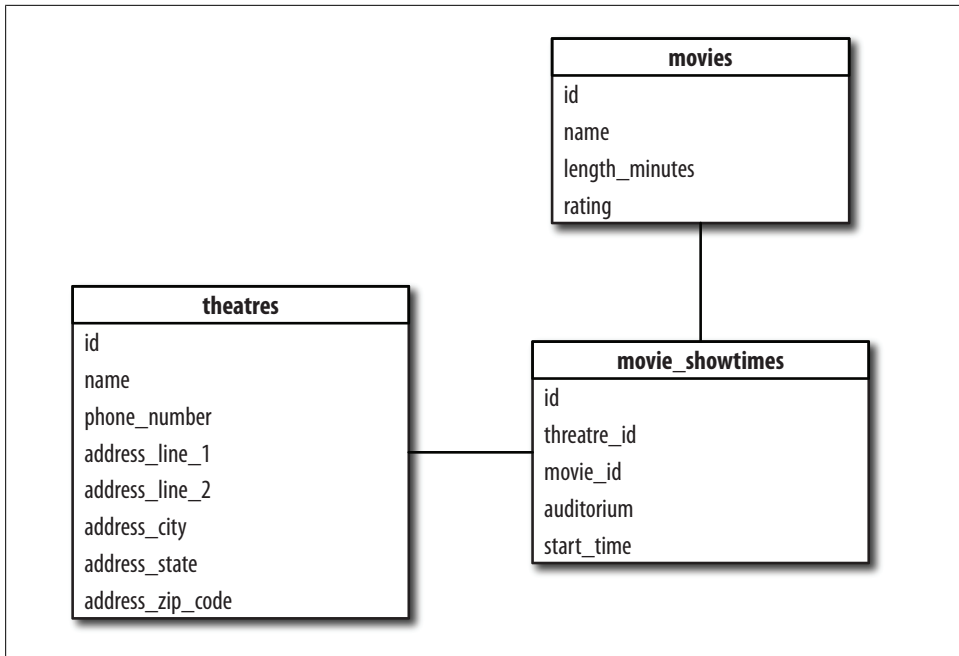 movies
id
name
length_minutes
rating
theatres
id
name
phone_number
address_line_1
address_line_2
address_city
address_state
address_zip_code
movie_showtimes
id
threatre_id
movie_id
auditorium
start_time